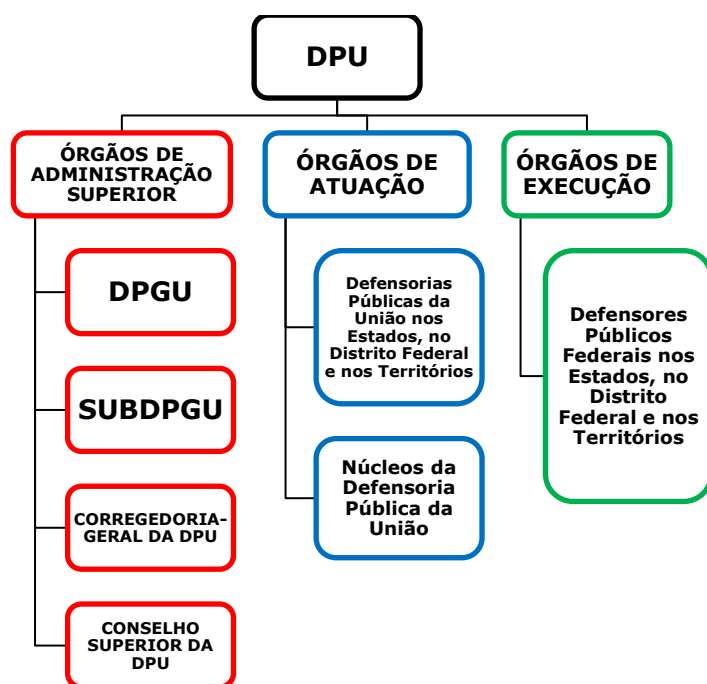 DPU
ÓRGÃOS DE
ADMINISTRAÇÃO
SUPERIOR
DPGU
SUBDPGU
CORREGEDORIA-
GERAL DA DPU
CONSELHO
SUPERIOR DA
DPU
ÓRGÃOS DE
ATUAÇÃO
Defensorias
Públicas da
União nos
Estados, no
Distrito Federal
e nos Territórios
Núcleos da
Defensoria
Pública da
União
ÓRGÃOS DE
EXECUÇÃO
Defensores
Públicos
Federais nos
Estados, no
Distrito
Federal e nos
Territórios